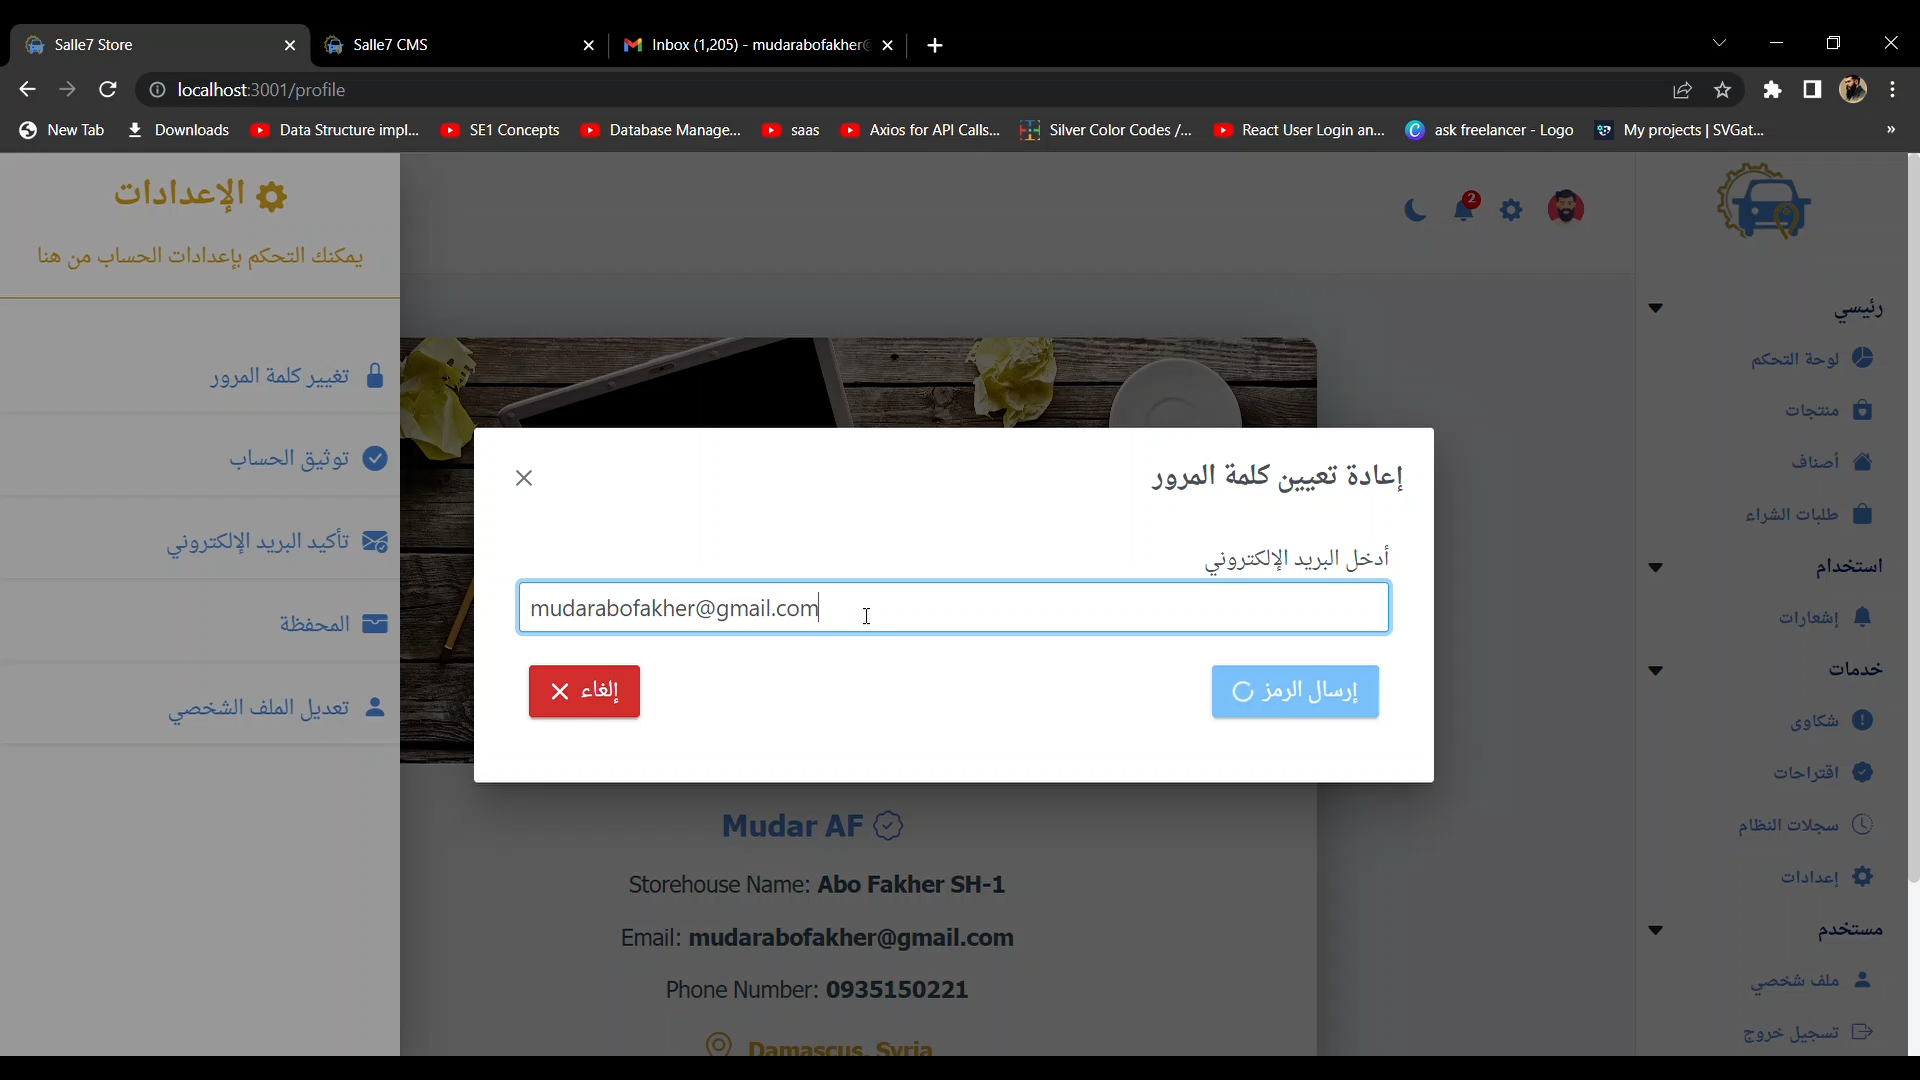 Salle7 Store
Salle7 CMS
Inbox (1,205) - mudarabofakher@
localhost:3001/profile
New Tab
Downloads
Data Structure impl...
SE1 Concepts
Database Manage...
saas
Axios for API Calls...
Silver Color Codes /...
React User Login an...
ask freelancer - Logo
My projects | SVGat...
»
الإعدادات
يمكنك التحكم بإعدادات الحساب من هنا
تغيير كلمة المرور
توثيق الحساب
تأكيد البريد الإلكتروني
المحفظة
تعديل الملف الشخصي
2
إعادة تعيين كلمة المرور
أدخل البريد الإلكتروني
mudarabofakher@gmail.com
إرسال الرمز
إلغاء
Mudar AF
Storehouse Name: Abo Fakher SH-1
Email: mudarabofakher@gmail.com
Phone Number: 0935150221
Damascus, Syria
رئيسي
لوحة التحكم
منتجات
أصناف
طلبات الشراء
استخدام
إشعارات
خدمات
شكاوى
اقتراحات
سجلات النظام
إعدادات
مستخدم
ملف شخصي
تسجيل خروج